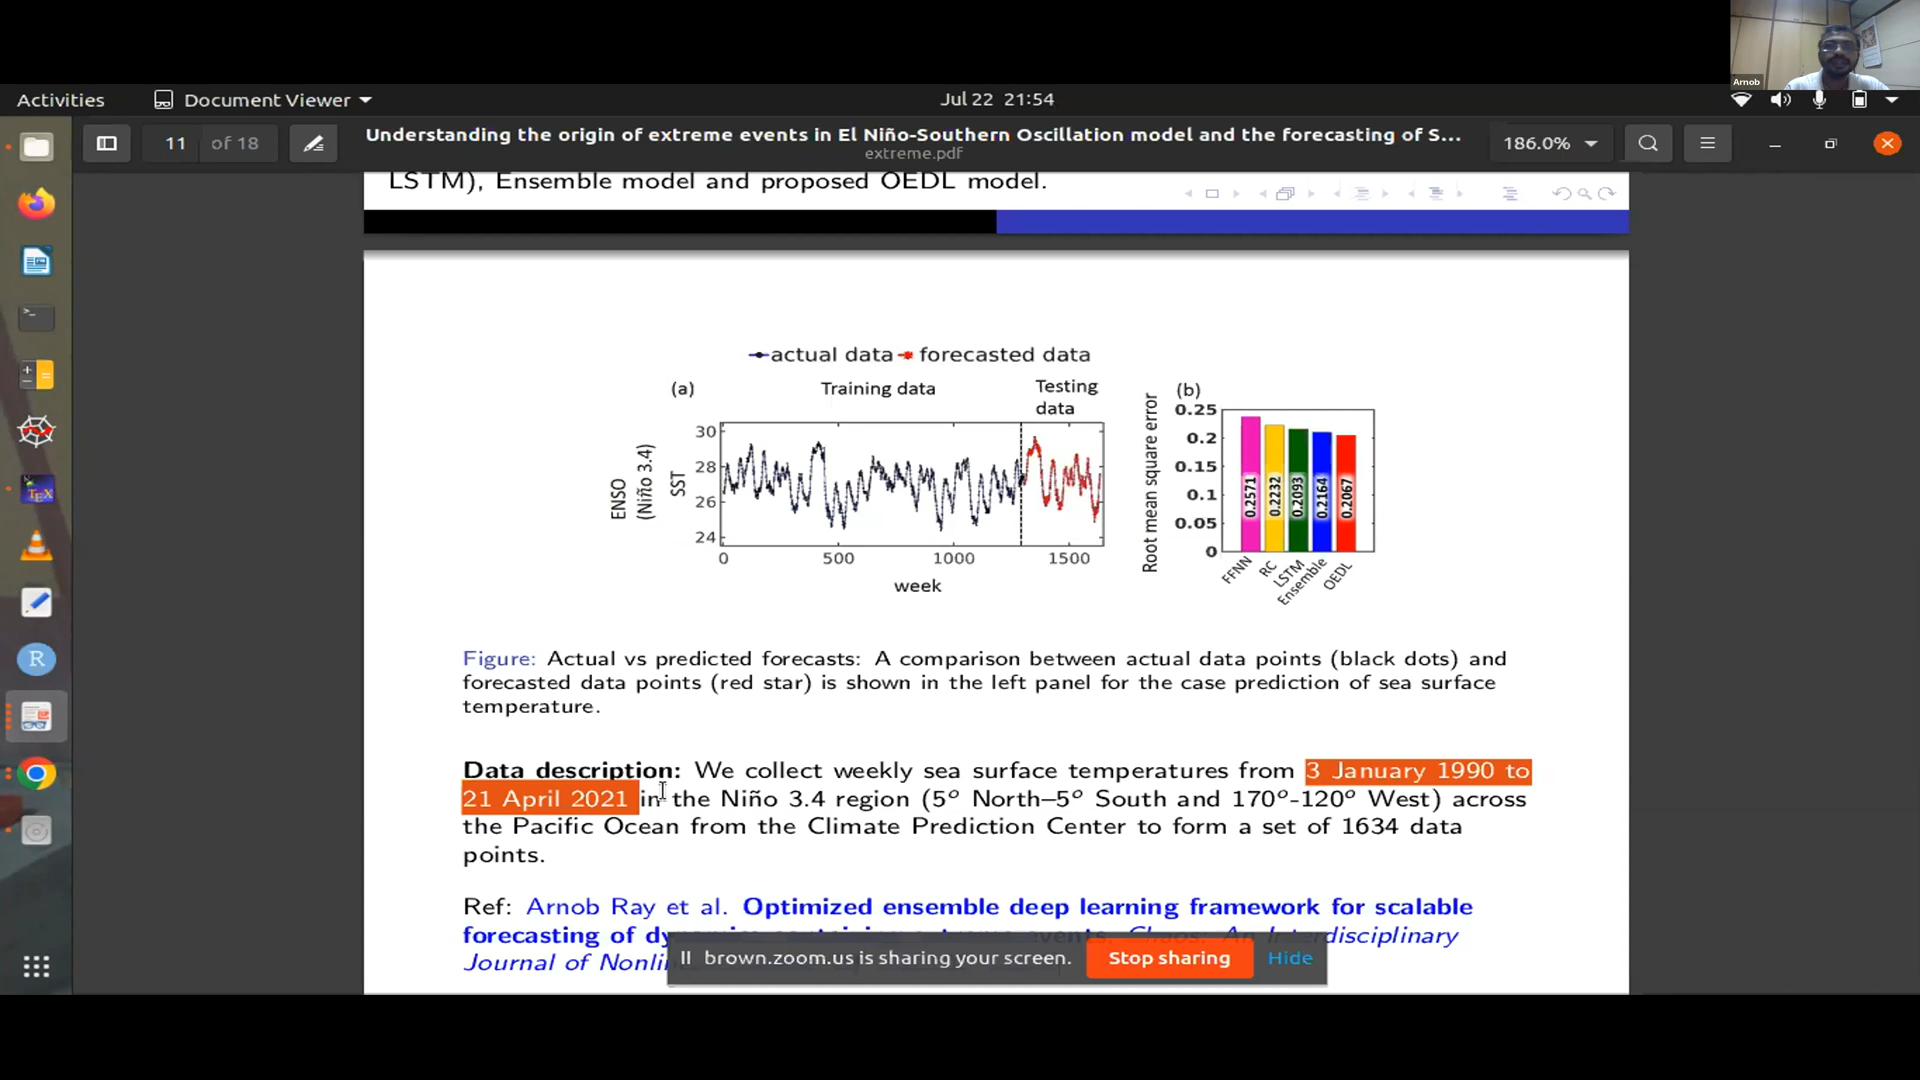 Arnob
Activities
Document Viewer
Jul 22 21:54
11 of 18
Understanding the origin of extreme events in El Niño-Southern Oscillation model and the forecasting of S...
extreme.pdf
186.0%
LSTM), Ensemble model and proposed OEDL model.
actual data forecasted data
(a)
Training data
Testing
data
ENSO
(Niño 3.4)
SST
30
28
26
24
0 500 1000 1500
week
(b)
Root mean square error
0.25
0.2
0.15
0.1
0.05
0
0.2571 0.2232 0.2093 0.2164 0.2067
FFNN RC LSTM Ensemble OEDL
Figure: Actual vs predicted forecasts: A comparison between actual data points (black dots) and
forecasted data points (red star) is shown in the left panel for the case prediction of sea surface
temperature.
Data description: We collect weekly sea surface temperatures from 3 January 1990 to
21 April 2021 in the Niño 3.4 region (5º North–5º South and 170º-120º West) across
the Pacific Ocean from the Climate Prediction Center to form a set of 1634 data
points.
Ref: Arnob Ray et al. Optimized ensemble deep learning framework for scalable
forecasting of events. Chaos: An Interdisciplinary
Journal of
brown.zoom.us is sharing your screen.
Stop sharing
Hide
TEX
R